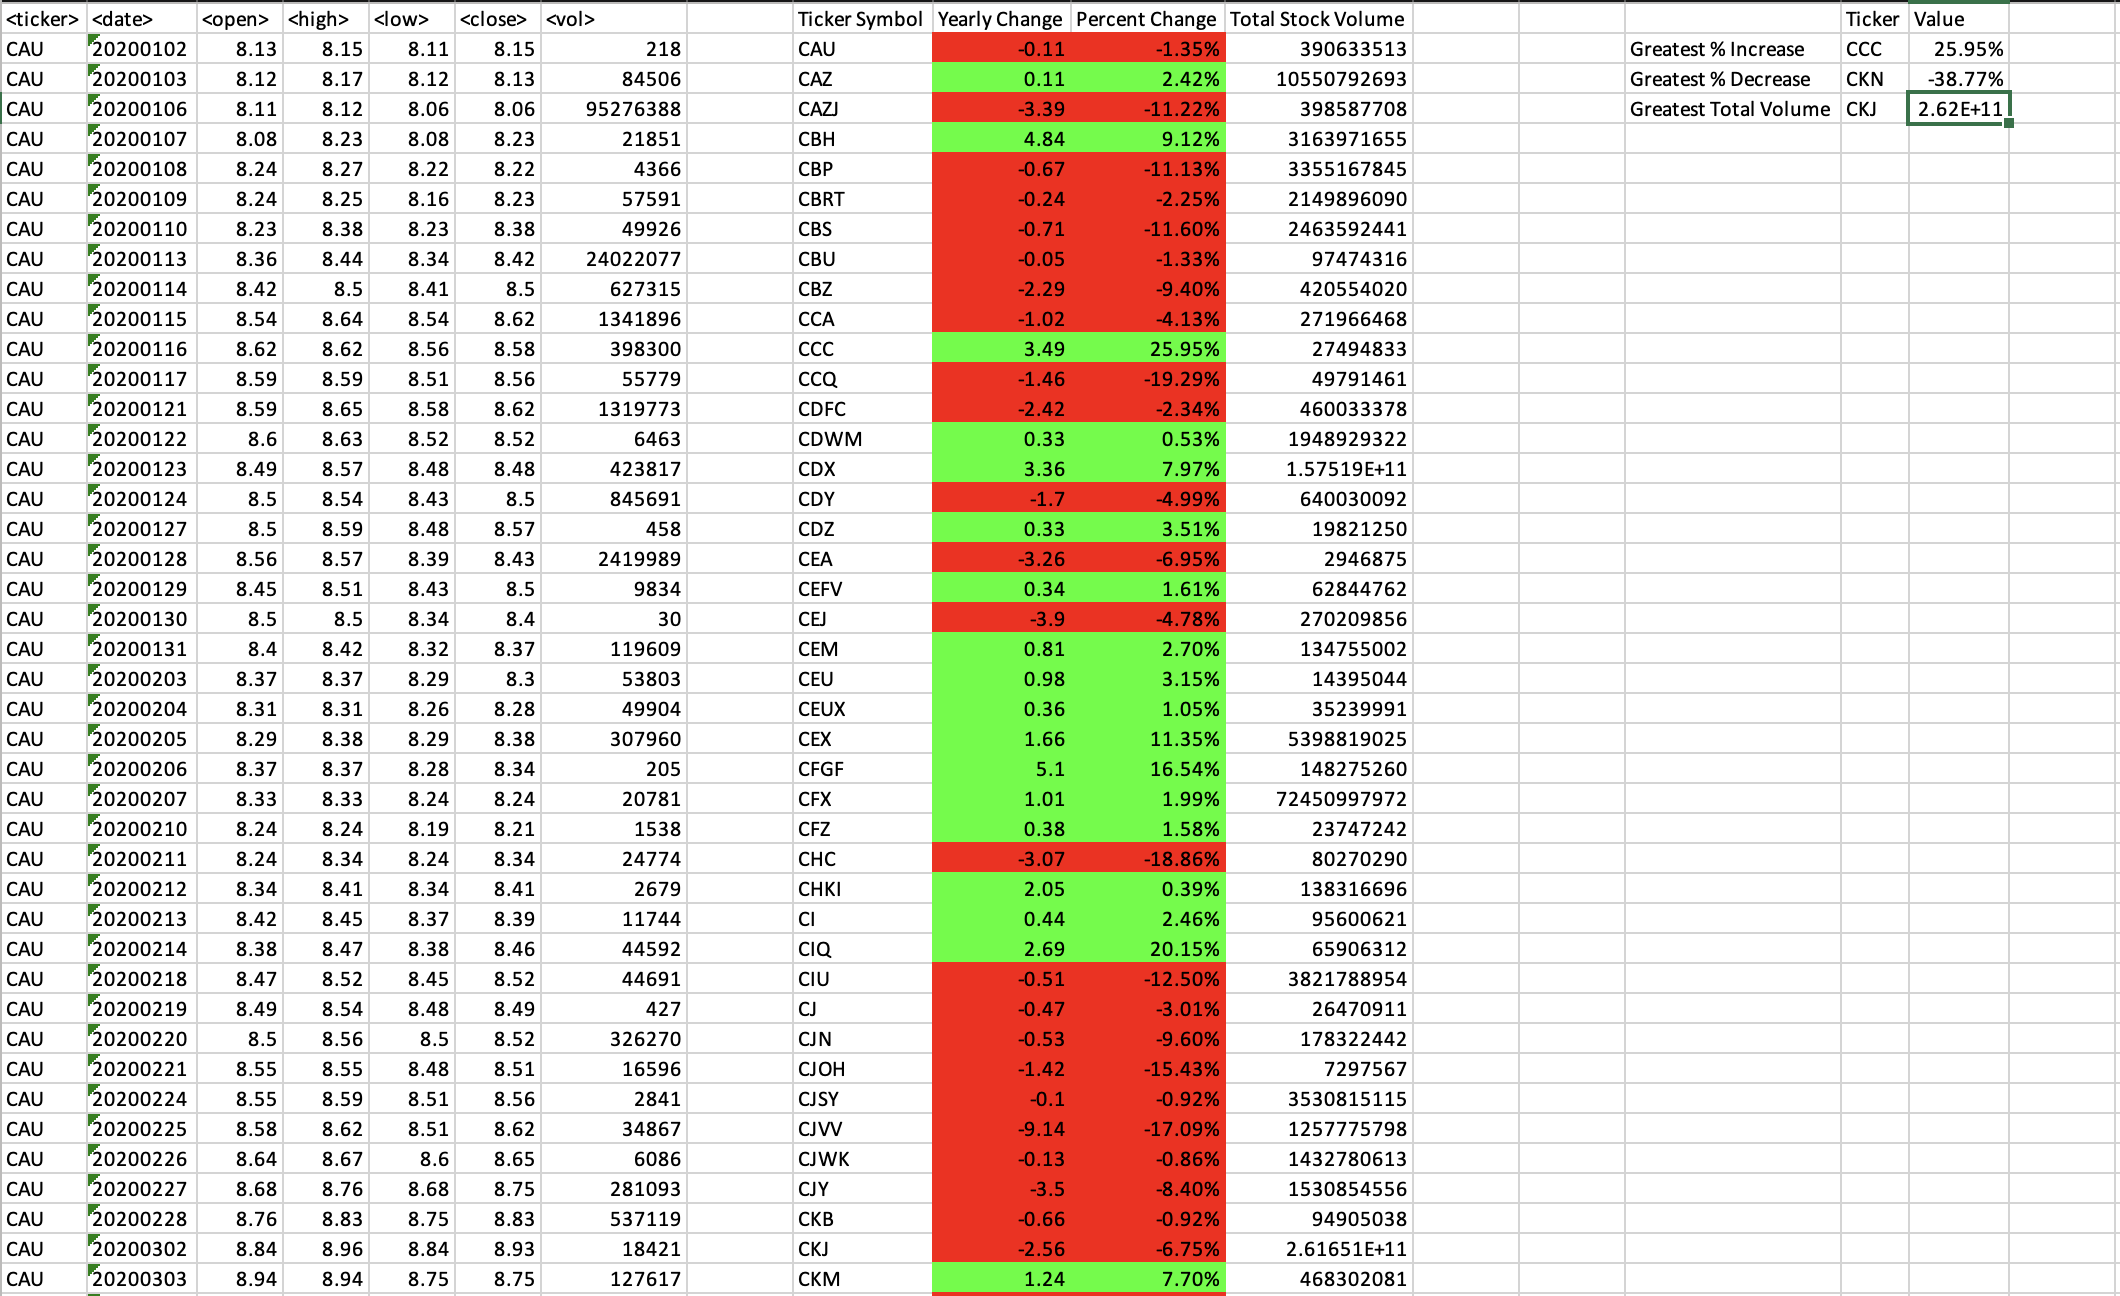 <ticker> <date> <open> <high> <low> <close> <vol> Ticker Symbol Yearly Change Percent Change Total Stock Volume Ticker Value
CAU 20200102 8.13 8.15 8.11 8.15 218 CAU -0.11 -1.35% 390633513 Greatest % Increase CCC 25.95%
CAU 20200103 8.12 8.17 8.12 8.13 84506 CAZ 0.11 2.42% 10550792693 Greatest % Decrease CKN -38.77%
CAU 20200106 8.11 8.12 8.06 8.06 95276388 CAZJ -3.39 -11.22% 398587708 Greatest Total Volume CKJ 2.62E+11
CAU 20200107 8.08 8.23 8.08 8.23 21851 CBH 4.84 9.12% 3163971655
CAU 20200108 8.24 8.27 8.22 8.22 4366 CBP -0.67 -11.13% 3355167845
CAU 20200109 8.24 8.25 8.16 8.23 57591 CBRT -0.24 -2.25% 2149896090
CAU 20200110 8.23 8.38 8.23 8.38 49926 CBS -0.71 -11.60% 2463592441
CAU 20200113 8.36 8.44 8.34 8.42 24022077 CBU -0.05 -1.33% 97474316
CAU 20200114 8.42 8.5 8.41 8.5 627315 CBZ -2.29 -9.40% 420554020
CAU 20200115 8.54 8.64 8.54 8.62 1341896 CCA -1.02 -4.13% 271966468
CAU 20200116 8.62 8.62 8.56 8.58 398300 CCC 3.49 25.95% 27494833
CAU 20200117 8.59 8.59 8.51 8.56 55779 CCQ -1.46 -19.29% 49791461
CAU 20200121 8.59 8.65 8.58 8.62 1319773 CDFC -2.42 -2.34% 460033378
CAU 20200122 8.6 8.63 8.52 8.52 6463 CDWM 0.33 0.53% 1948929322
CAU 20200123 8.49 8.57 8.48 8.48 423817 CDX 3.36 7.97% 1.57519E+11
CAU 20200124 8.5 8.54 8.43 8.5 845691 CDY -1.7 -4.99% 640030092
CAU 20200127 8.5 8.59 8.48 8.57 458 CDZ 0.33 3.51% 19821250
CAU 20200128 8.56 8.57 8.39 8.43 2419989 CEA -3.26 -6.95% 2946875
CAU 20200129 8.45 8.51 8.43 8.5 9834 CEFV 0.34 1.61% 62844762
CAU 20200130 8.5 8.5 8.34 8.4 30 CEJ -3.9 -4.78% 270209856
CAU 20200131 8.4 8.42 8.32 8.37 119609 CEM 0.81 2.70% 134755002
CAU 20200203 8.37 8.37 8.29 8.3 53803 CEU 0.98 3.15% 14395044
CAU 20200204 8.31 8.31 8.26 8.28 49904 CEUX 0.36 1.05% 35239991
CAU 20200205 8.29 8.38 8.29 8.38 307960 CEX 1.66 11.35% 5398819025
CAU 20200206 8.37 8.37 8.28 8.34 205 CFGF 5.1 16.54% 148275260
CAU 20200207 8.33 8.33 8.24 8.24 20781 CFX 1.01 1.99% 72450997972
CAU 20200210 8.24 8.24 8.19 8.21 1538 CFZ 0.38 1.58% 23747242
CAU 20200211 8.24 8.34 8.24 8.34 24774 CHC -3.07 -18.86% 80270290
CAU 20200212 8.34 8.41 8.34 8.41 2679 CHKI 2.05 0.39% 138316696
CAU 20200213 8.42 8.45 8.37 8.39 11744 CI 0.44 2.46% 95600621
CAU 20200214 8.38 8.47 8.38 8.46 44592 CIQ 2.69 20.15% 65906312
CAU 20200218 8.47 8.52 8.45 8.52 44691 CIU -0.51 -12.50% 3821788954
CAU 20200219 8.49 8.54 8.48 8.49 427 CJ -0.47 -3.01% 26470911
CAU 20200220 8.5 8.56 8.5 8.52 326270 CJN -0.53 -9.60% 178322442
CAU 20200221 8.55 8.55 8.48 8.51 16596 CJOH -1.42 -15.43% 7297567
CAU 20200224 8.55 8.59 8.51 8.56 2841 CJSY -0.1 -0.92% 3530815115
CAU 20200225 8.58 8.62 8.51 8.62 34867 CJVV -9.14 -17.09% 1257775798
CAU 20200226 8.64 8.67 8.6 8.65 6086 CJWK -0.13 -0.86% 1432780613
CAU 20200227 8.68 8.76 8.68 8.75 281093 CJY -3.5 -8.40% 1530854556
CAU 20200228 8.76 8.83 8.75 8.83 537119 CKB -0.66 -0.92% 94905038
CAU 20200302 8.84 8.96 8.84 8.93 18421 CKJ -2.56 -6.75% 2.61651E+11
CAU 20200303 8.94 8.94 8.75 8.75 127617 CKM 1.24 7.70% 468302081